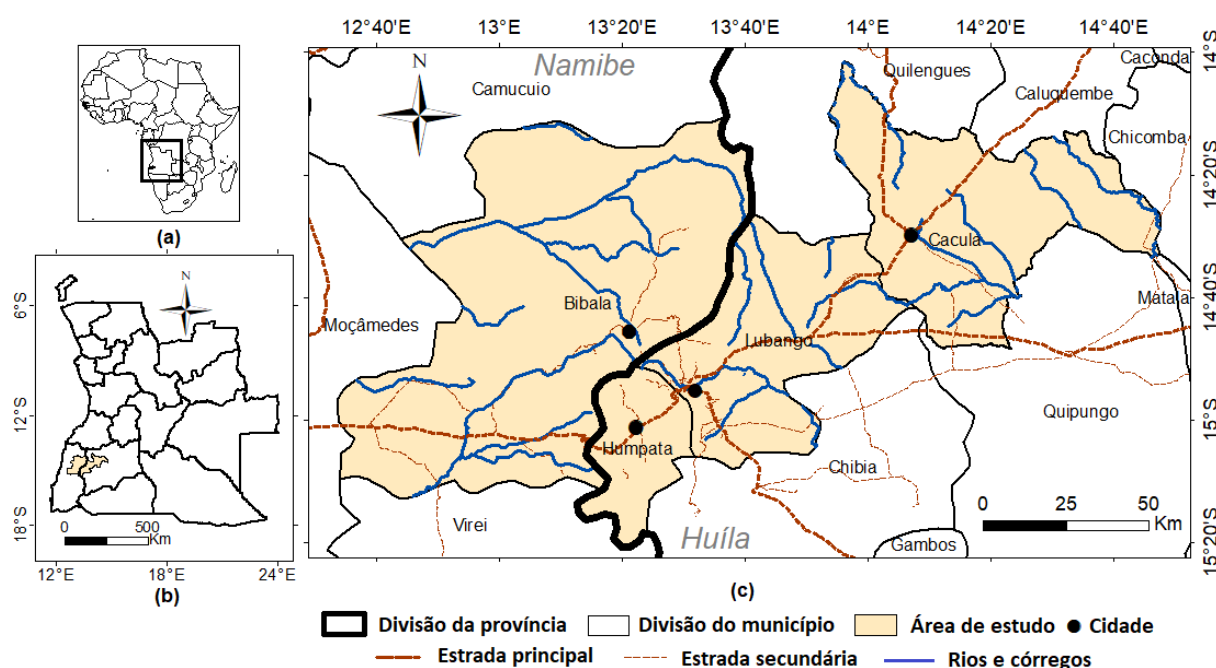 12°40'E 13°E 13°20'E 13°40'E 14°E 14°20'E 14°40'E
N
(a)
N
6°S
12°S
18°S
0 500
Km
12°E 18°E 24°E
(b)
Namibe
N
Camucuio
Quilengues
Caconda
Caluquembe
Chicomba
Cacula
Bibala
Moçâmedes
Matala
Lubango
Quipungo
Humpata
Chibia
Virei
Huíla
Gambos
0 25 50
Km
14°S
14°20'S
14°40'S
15°S
15°20'S
(c)
Divisão da província Divisão do município Área de estudo Cidade
Estrada principal Estrada secundária Rios e córregos